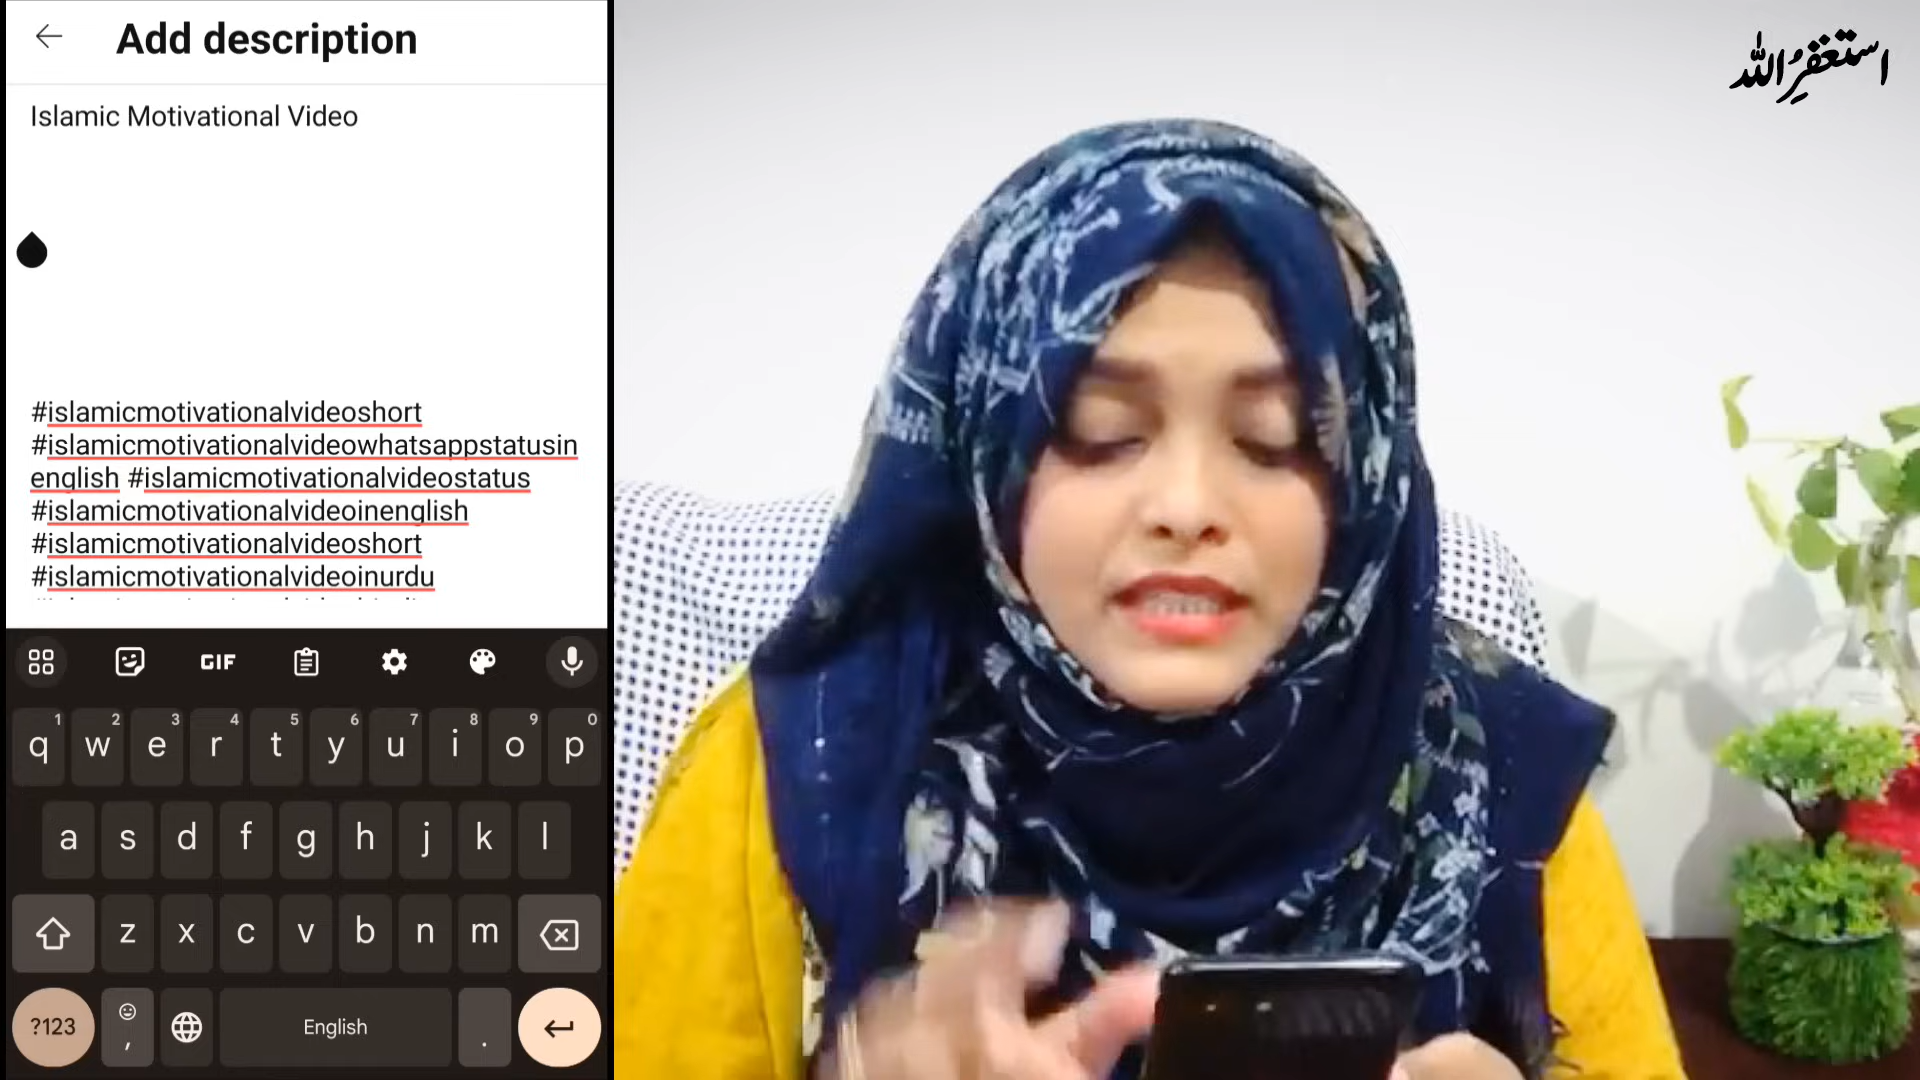 Add description
Islamic Motivational Video
#islamicmotivationalvideoshort
#islamicmotivationalvideowhatsappstatusin
english #islamicmotivationalvideostatus
#islamicmotivationalvideoinenglish
#islamicmotivationalvideoshort
#islamicmotivationalvideoinurdu
GIF
1 2 3 4 5 6 7 8 9 0
q w e r t y u i o p
a s d f g h j k l
z x c v b n m
?123 , English .
استغفرُالله